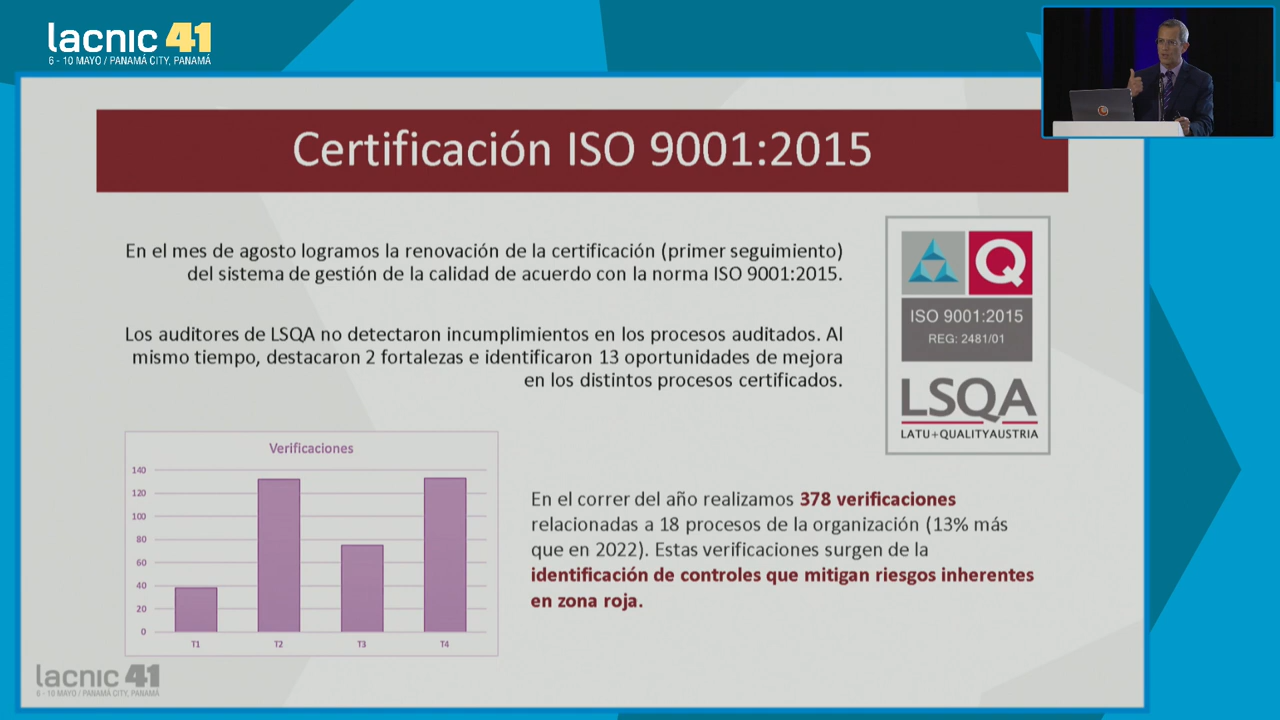 lacnic 41
6 - 10 MAYO / PANAMÁ CITY, PANAMÁ
Certificación ISO 9001:2015
En el mes de agosto logramos la renovación de la certificación (primer seguimiento)
del sistema de gestión de la calidad de acuerdo con la norma ISO 9001:2015.
Los auditores de LSQA no detectaron incumplimientos en los procesos auditados. Al
mismo tiempo, destacaron 2 fortalezas e identificaron 13 oportunidades de mejora
en los distintos procesos certificados.
Q
ISO 9001:2015
REG: 2481/01
LSQA
LATU+QUALITYAUSTRIA
Verificaciones
140
120
100
80
60
40
20
0
T1 T2 T3 T4
En el correr del año realizamos 378 verificaciones
relacionadas a 18 procesos de la organización (13% más
que en 2022). Estas verificaciones surgen de la
identificación de controles que mitigan riesgos inherentes
en zona roja.
lacnic 41
6 - 10 MAYO / PANAMÁ CITY, PANAMÁ